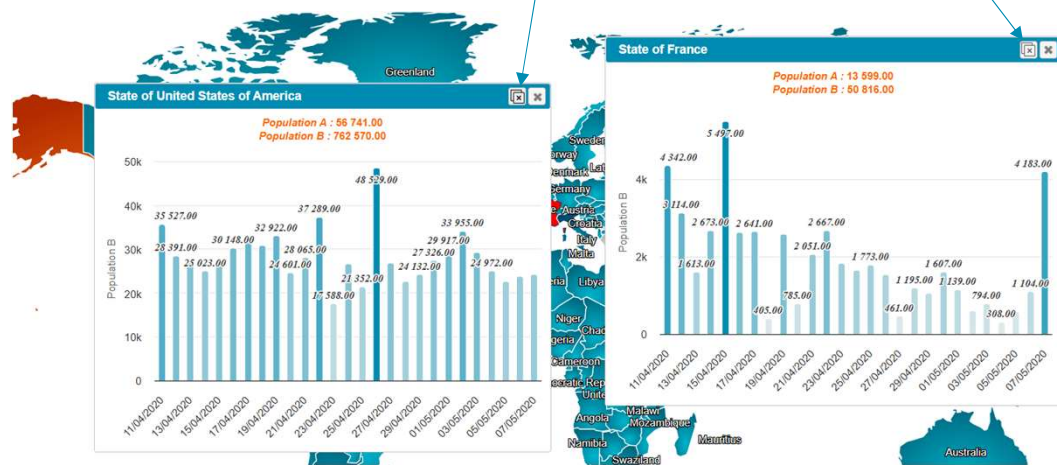 Greenland
State of United States of America
Population A : 56 741.00
Population B : 762 570.00
Population B
50k
40k
30k
20k
10k
0
35 527.00
28 391.00
25 023.00
30 148.00
32 922.00
24 601.00
28 065.00
37 289.00
17 588.00
21 352.00
48 529.00
24 132.00
27 326.00
29 917.00
33 955.00
24 972.00
11/04/2020
13/04/2020
15/04/2020
17/04/2020
19/04/2020
21/04/2020
23/04/2020
25/04/2020
27/04/2020
29/04/2020
01/05/2020
03/05/2020
05/05/2020
07/05/2020
State of France
Population A : 13 599.00
Population B : 50 816.00
Population B
4k
2k
0
4 342.00
3 114.00
1 613.00
2 673.00
5 497.00
2 641.00
405.00
785.00
2 051.00
2 667.00
1 773.00
461.00
1 195.00
1 607.00
1 139.00
794.00
308.00
1 104.00
4 183.00
11/04/2020
13/04/2020
15/04/2020
17/04/2020
19/04/2020
21/04/2020
23/04/2020
25/04/2020
27/04/2020
29/04/2020
01/05/2020
03/05/2020
05/05/2020
07/05/2020
Germany
Austria
Croatia
Italy
Malta
Libya
Niger
Cameroon
Angola
Malawi
Mozambique
Namibia
Mauritius
Swaziland
Australia